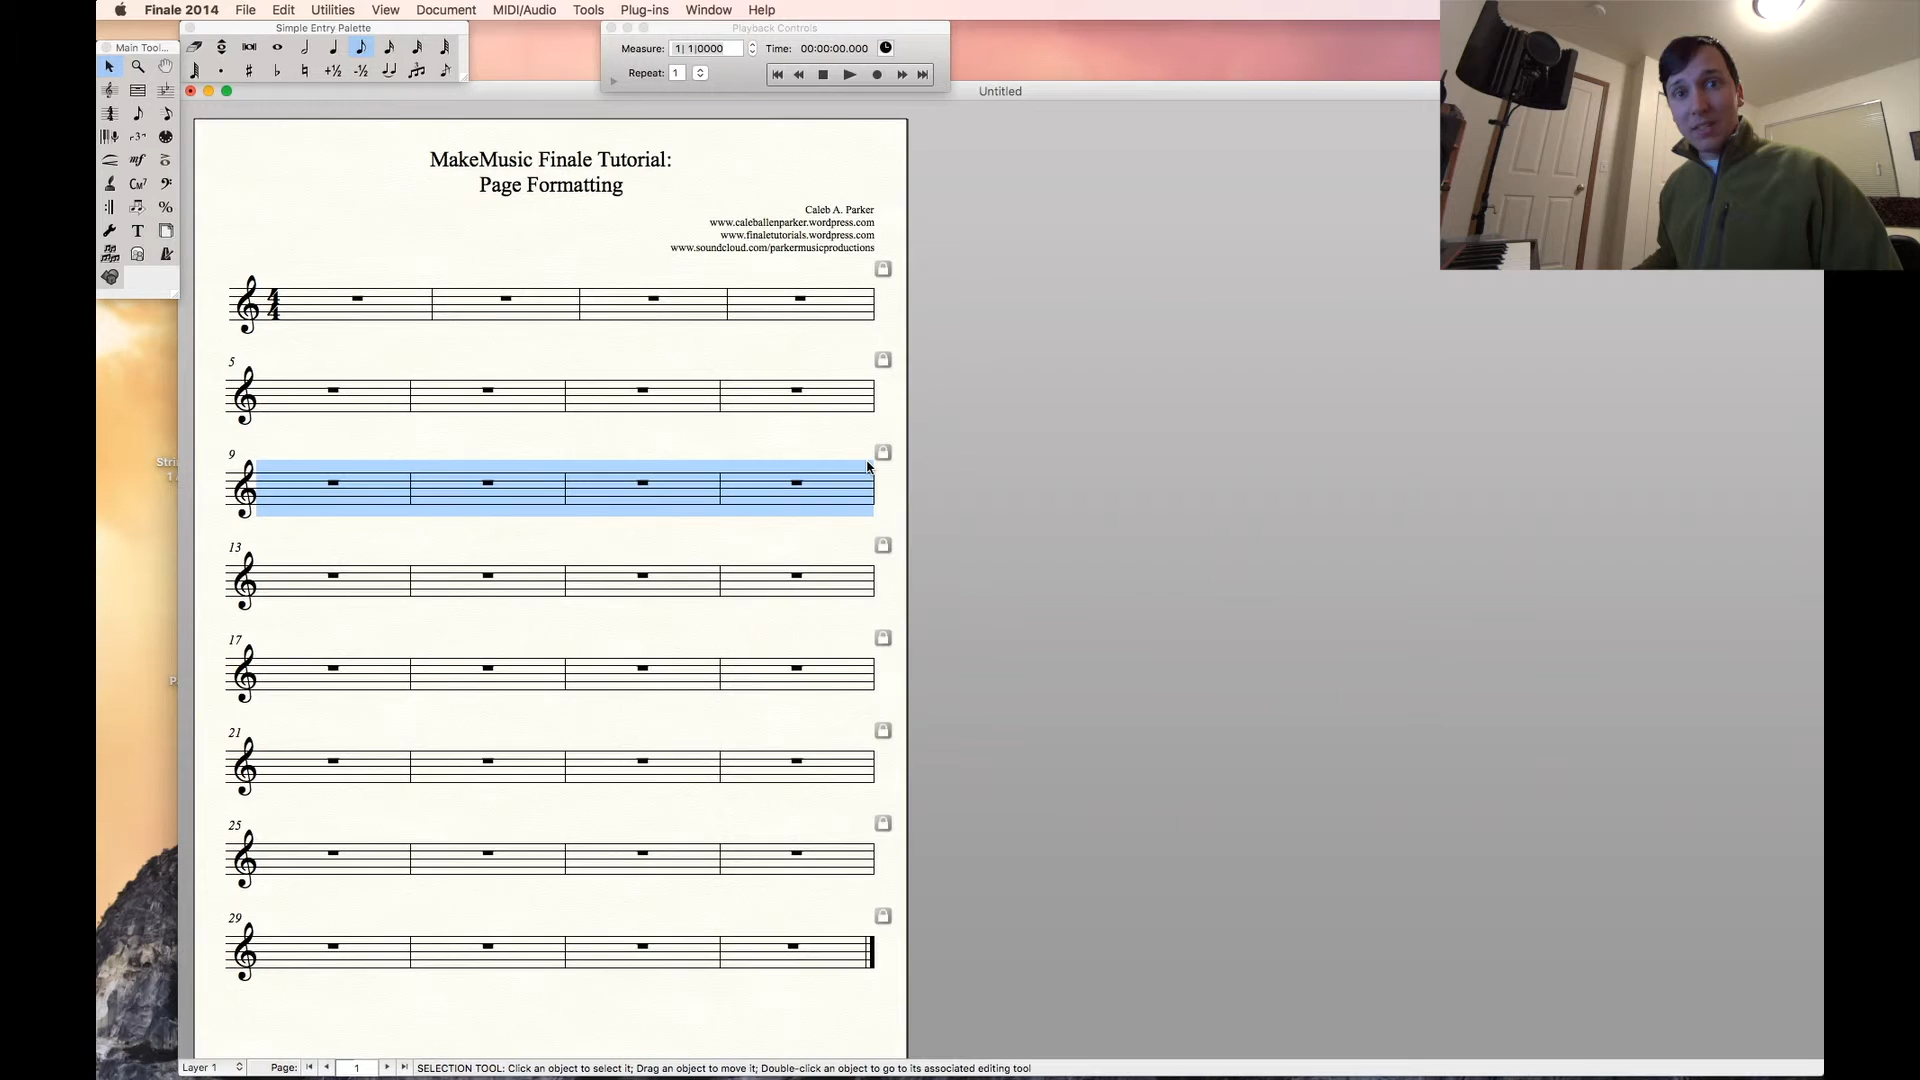 Finale 2014 File Edit Utilities View Document MIDI/Audio Tools Plug-ins Window Help
Simple Entry Palette
Playback Controls
Main Tool...
Measure: 1| 1|0000 Time: 00:00:00.000
Repeat: 1
Untitled
MakeMusic Finale Tutorial:
Page Formatting
Caleb A. Parker
www.caleballenparker.wordpress.com
www.finaletutorials.wordpress.com
www.soundcloud.com/parkermusicproductions
5
9
13
17
21
25
29
Layer 1 Page: 1 SELECTION TOOL: Click an object to select it; Drag an object to move it; Double-click an object to go to its associated editing tool